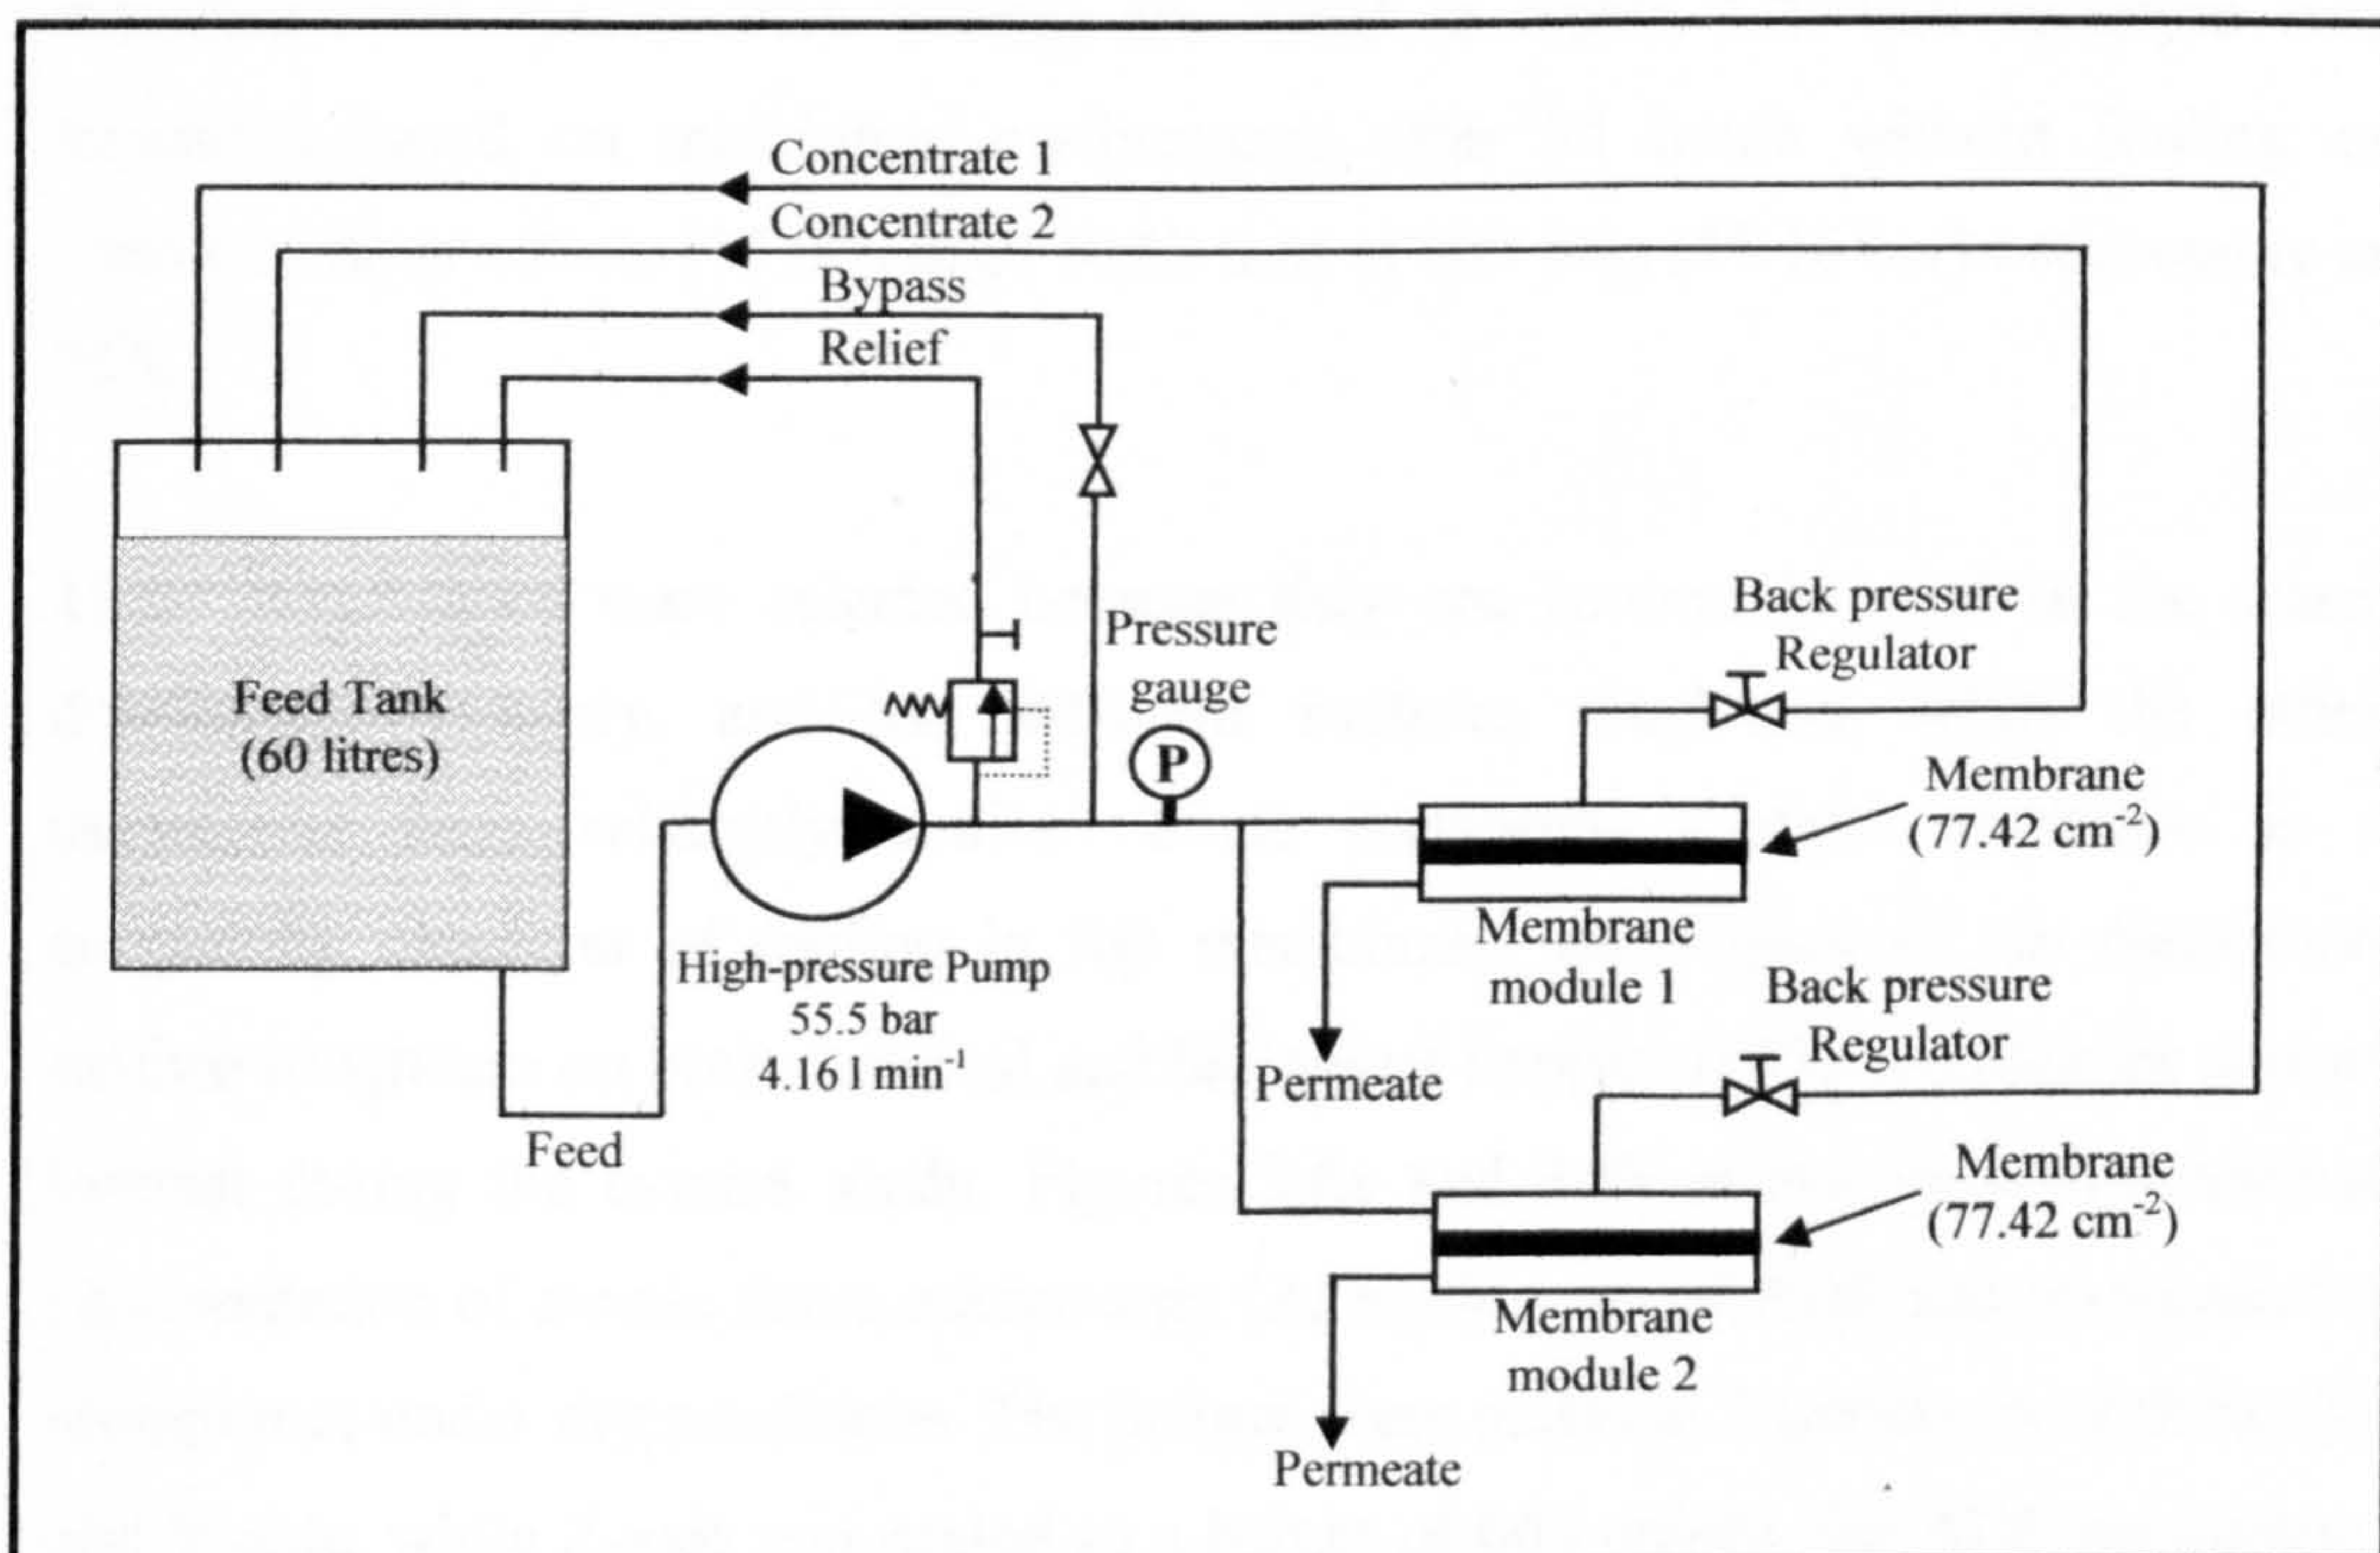 Concentrate 1
Concentrate 2
Bypass
Relief
Feed Tank
(60 litres)
Pressure
gauge
P
High-pressure Pump
55.5 bar
4.16 l min⁻¹
Feed
Back pressure
Regulator
Membrane
(77.42 cm⁻²)
Membrane
module 1
Permeate
Back pressure
Regulator
Membrane
(77.42 cm⁻²)
Membrane
module 2
Permeate